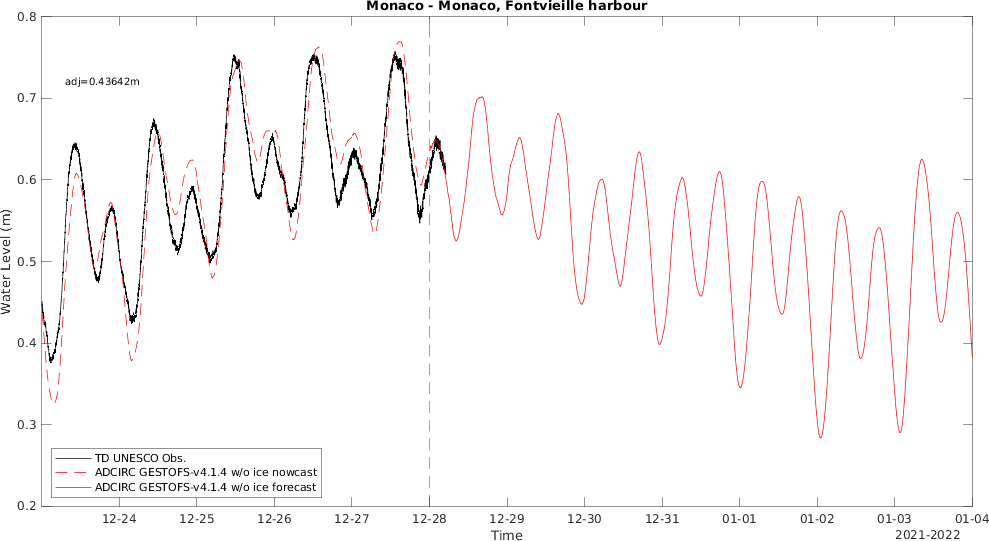 Monaco - Monaco, Fontvieille harbour
adj=0.43642m
Water Level (m)
0.8
0.7
0.6
0.5
0.4
0.3
0.2
TD UNESCO Obs.
ADCIRC GESTOFS-v4.1.4 w/o ice nowcast
ADCIRC GESTOFS-v4.1.4 w/o ice forecast
12-24 12-25 12-26 12-27 12-28 12-29 12-30 12-31 01-01 01-02 01-03 01-04
Time
2021-2022